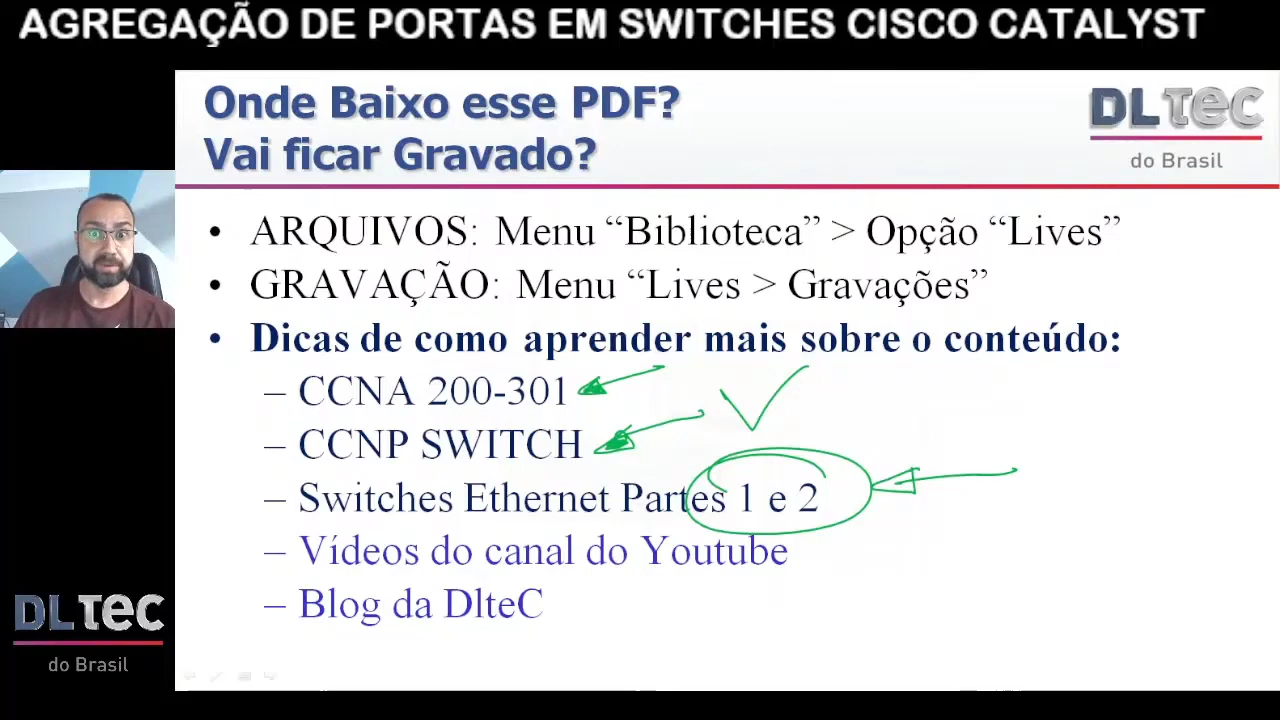 AGREGAÇÃO DE PORTAS EM SWITCHES CISCO CATALYST
Onde Baixo esse PDF?
Vai ficar Gravado?
DLtec
do Brasil
• ARQUIVOS: Menu “Biblioteca” > Opção “Lives”
• GRAVAÇÃO: Menu “Lives > Gravações”
• Dicas de como aprender mais sobre o conteúdo:
– CCNA 200-301
– CCNP SWITCH
– Switches Ethernet Partes 1 e 2
– Vídeos do canal do Youtube
– Blog da DlteC
DLtec
do Brasil